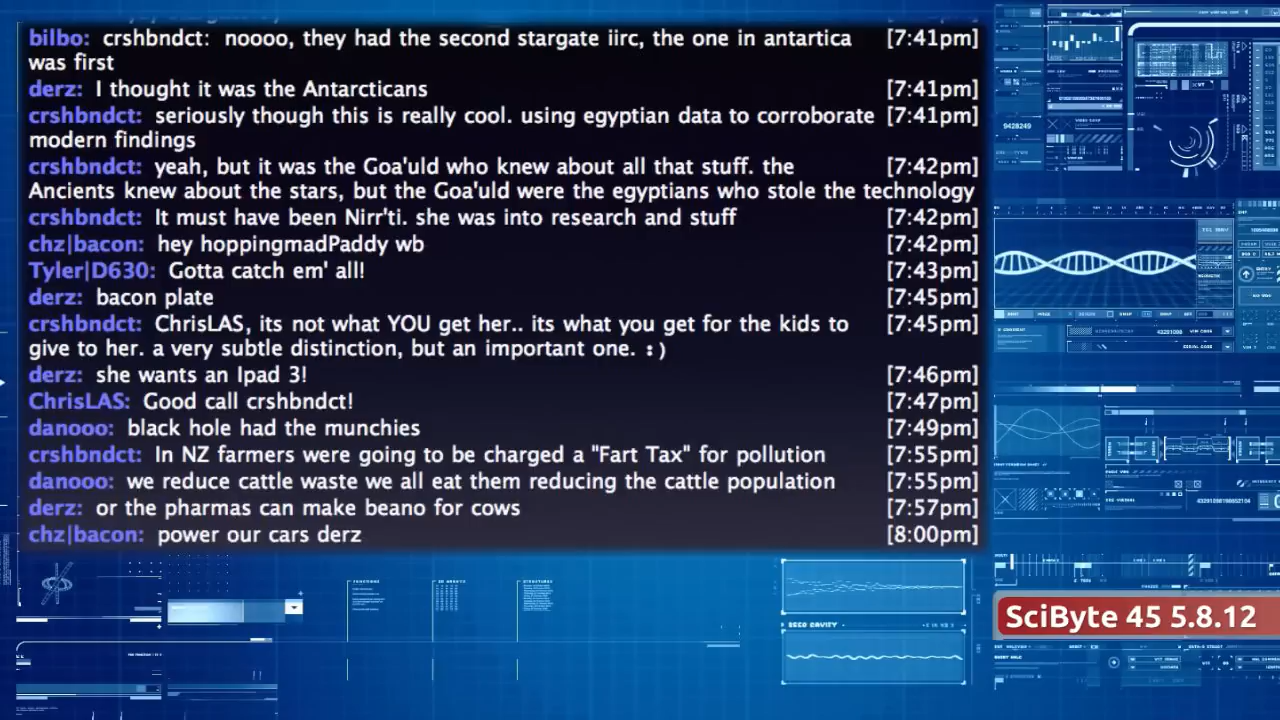 bilbo: crshbndct: noooo, they had the second stargate iirc, the one in antartica [7:41pm]
was first
derz: I thought it was the Antarcticans [7:41pm]
crshbndct: seriously though this is really cool. using egyptian data to corroborate [7:41pm]
modern findings
crshbndct: yeah, but it was the Goa'uld who knew about all that stuff. the [7:42pm]
Ancients knew about the stars, but the Goa'uld were the egyptians who stole the technology
crshbndct: It must have been Nirr'ti. she was into research and stuff [7:42pm]
chz|bacon: hey hoppingmadPaddy wb [7:42pm]
Tyler|D630: Gotta catch em' all! [7:43pm]
derz: bacon plate [7:45pm]
crshbndct: ChrisLAS, its not what YOU get her.. its what you get for the kids to [7:45pm]
give to her. a very subtle distinction, but an important one. :)
derz: she wants an Ipad 3! [7:46pm]
ChrisLAS: Good call crshbndct! [7:47pm]
danooo: black hole had the munchies [7:49pm]
crshbndct: In NZ farmers were going to be charged a "Fart Tax" for pollution [7:55pm]
danooo: we reduce cattle waste we allow them reducing the catle population [7:55pm]
derz: or the pharmas can make beano for cows [7:57pm]
chz|bacon: power our cars derz [8:00pm]
SciByte 45 5.8.12
9428249